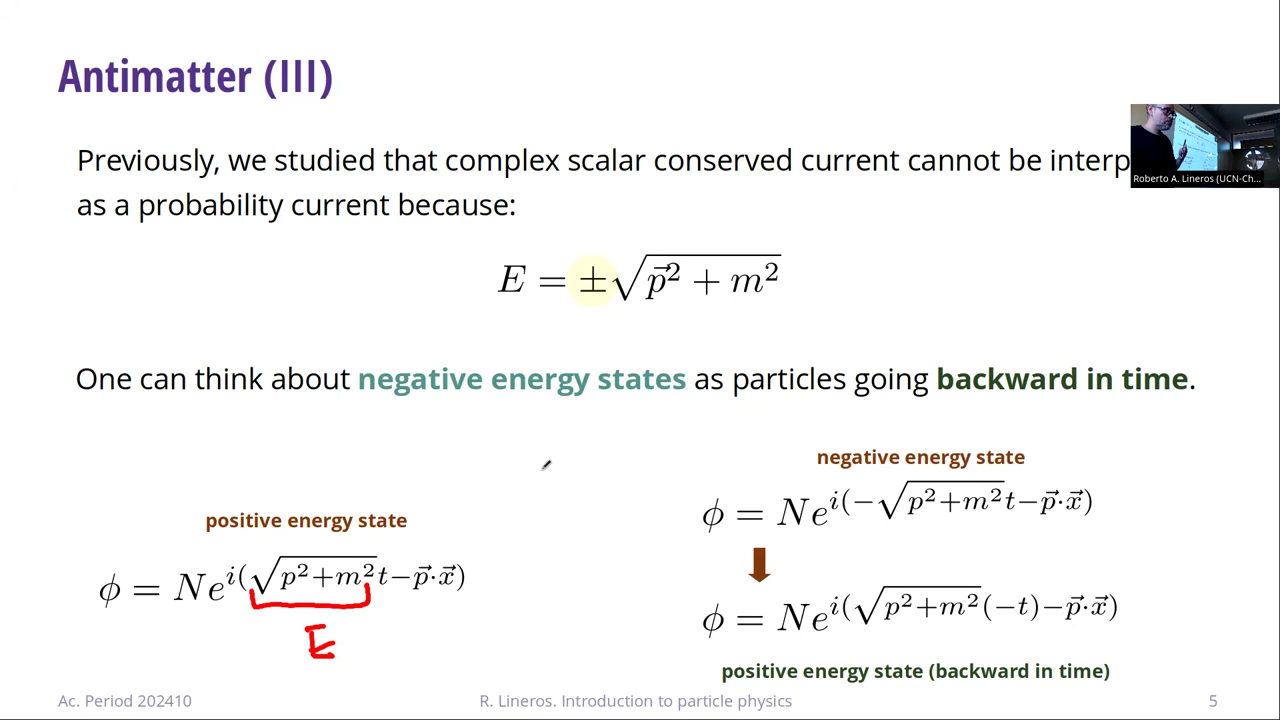 Antimatter (III)
Previously, we studied that complex scalar conserved current cannot be interp
as a probability current because:
Roberto A. Lineros (UCN-Ch...
E = ±√(p⃗² + m²)
One can think about negative energy states as particles going backward in time.
negative energy state
ϕ = Ne^{i(−√(p²+m²)t−p⃗·x⃗)}
positive energy state
ϕ = Ne^{i(√(p²+m²)t−p⃗·x⃗)}
E
ϕ = Ne^{i(√(p²+m²)(−t)−p⃗·x⃗)}
positive energy state (backward in time)
Ac. Period 202410
R. Lineros. Introduction to particle physics
5